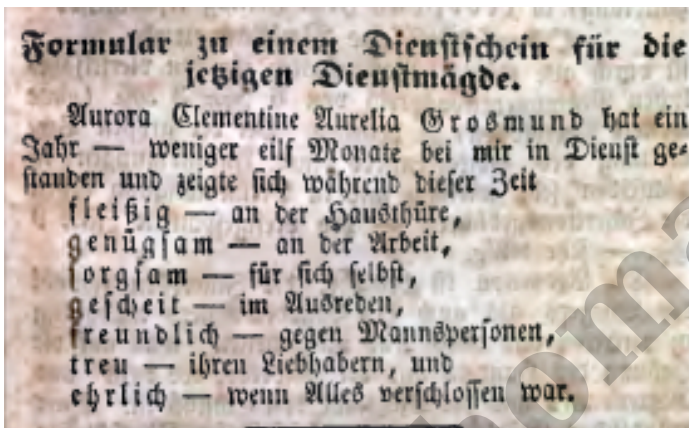 Formular zu einem Dienstschein für die
jetzigen Dienstmägde.
Aurora Clementine Aurelia Grosmund hat ein
Jahr — weniger eilf Monate bei mir in Dienst ge-
standen und zeigte sich während dieser Zeit
fleißig — an der Hausthüre,
genügsam — an der Arbeit,
sorgsam — für sich selbst,
gescheit — im Ausreden,
freundlich — gegen Mannspersonen,
treu — ihren Liebhabern, und
ehrlich — wenn Alles verschlossen war.